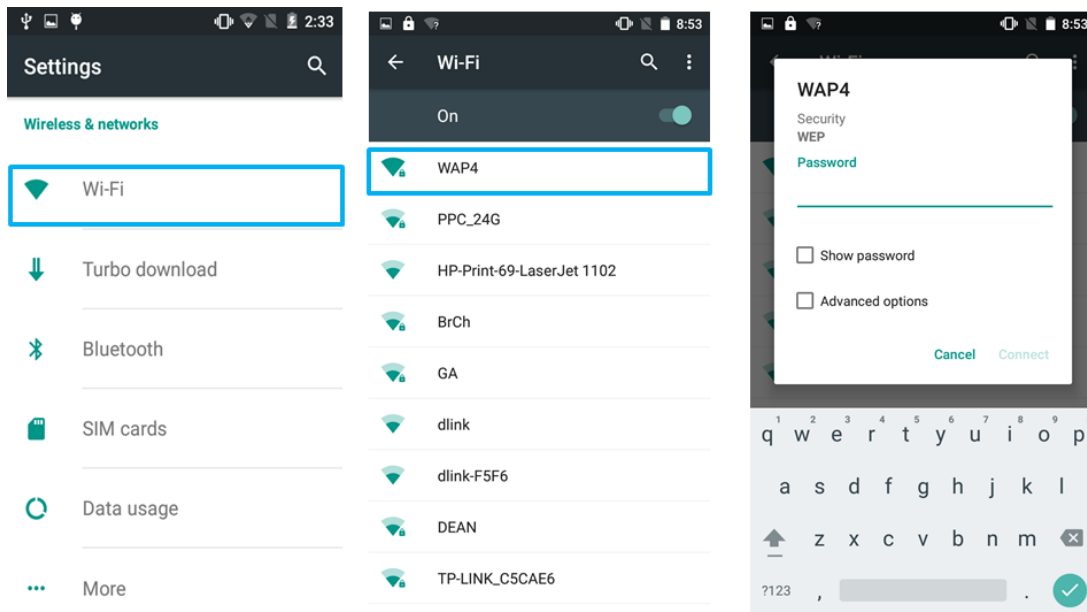 2:33
Settings
Wireless & networks
Wi-Fi
Turbo download
Bluetooth
SIM cards
Data usage
More
8:53
Wi-Fi
On
WAP4
PPC_24G
HP-Print-69-LaserJet 1102
BrCh
GA
dlink
dlink-F5F6
DEAN
TP-LINK_C5CAE6
8:53
WAP4
Security
WEP
Password
Show password
Advanced options
Cancel Connect
1 2 3 4 5 6 7 8 9
q w e r t y u i o p
a s d f g h j k l
z x c v b n m
?123 , .